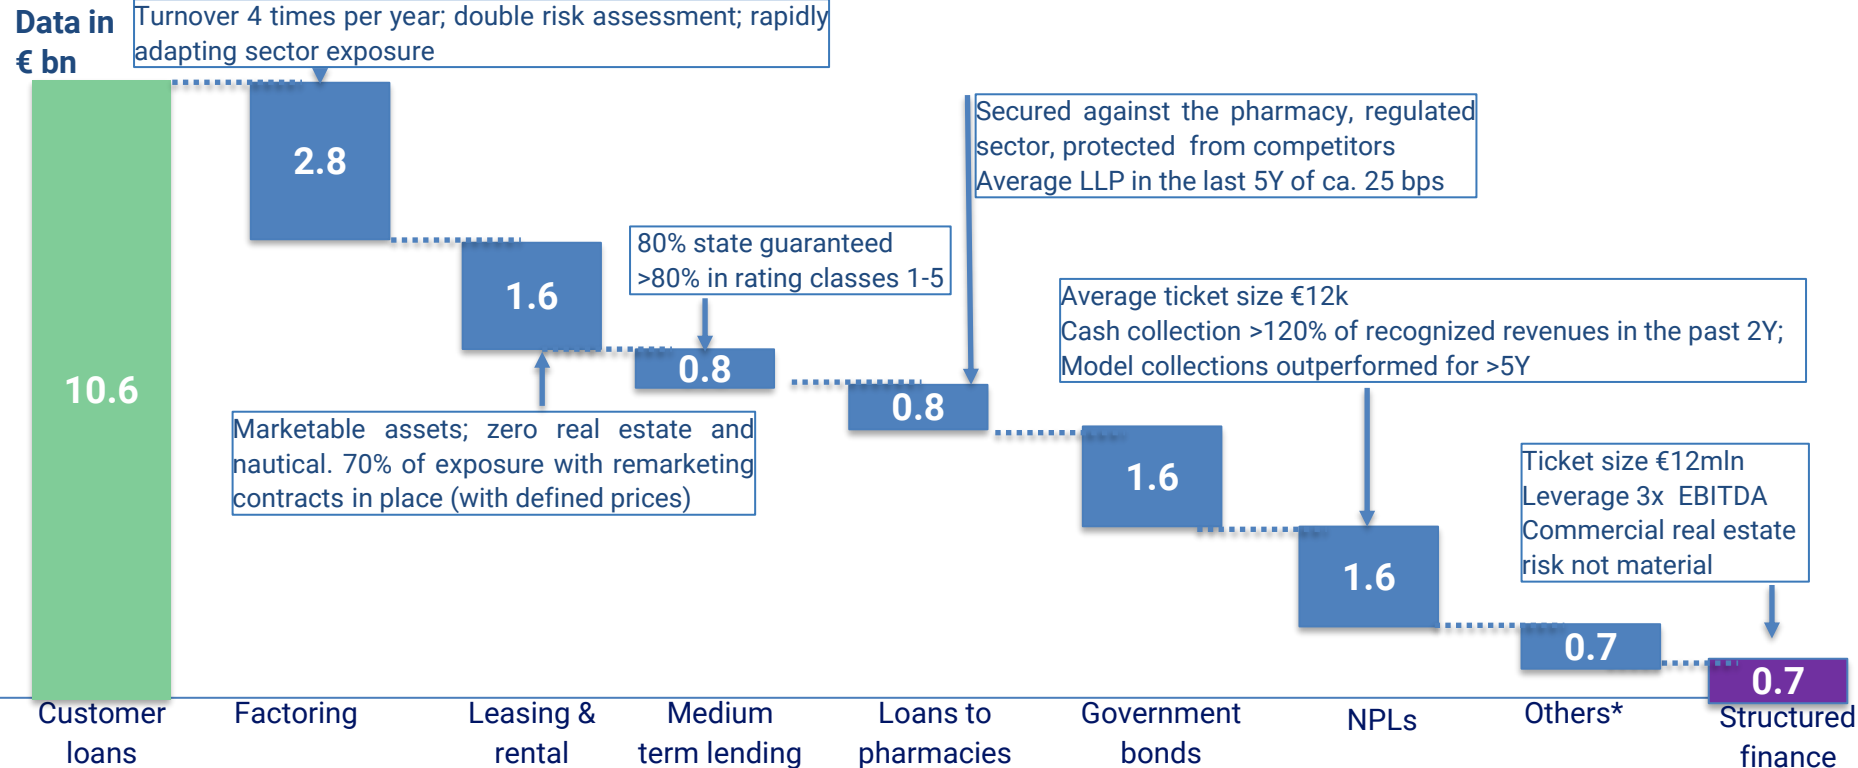 Data in
€ bn
Turnover 4 times per year; double risk assessment; rapidly
adapting sector exposure
10.6
2.8
1.6
Marketable assets; zero real estate and
nautical. 70% of exposure with remarketing
contracts in place (with defined prices)
80% state guaranteed
>80% in rating classes 1-5
0.8
Secured against the pharmacy, regulated
sector, protected from competitors
Average LLP in the last 5Y of ca. 25 bps
0.8
1.6
Average ticket size €12k
Cash collection >120% of recognized revenues in the past 2Y;
Model collections outperformed for >5Y
1.6
0.7
Ticket size €12mln
Leverage 3x EBITDA
Commercial real estate
risk not material
0.7
Customer
loans
Factoring
Leasing &
rental
Medium
term lending
Loans to
pharmacies
Government
bonds
NPLs
Others*
Structured
finance